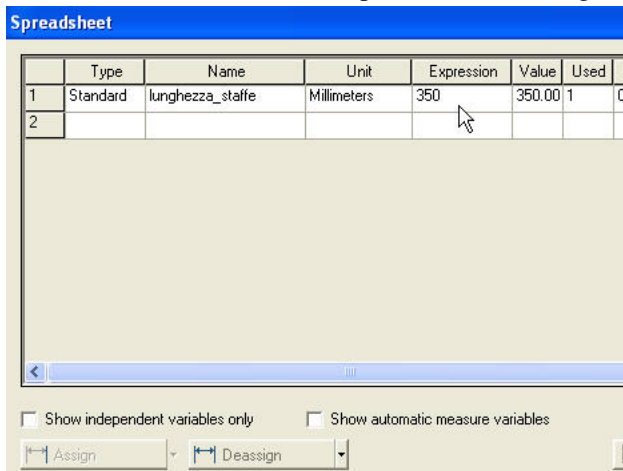 Spreadsheet
Type Name Unit Expression Value Used
1 Standard lunghezza_staffe Millimeters 350 350.00 1
2
Show independent variables only Show automatic measure variables
Assign Deassign